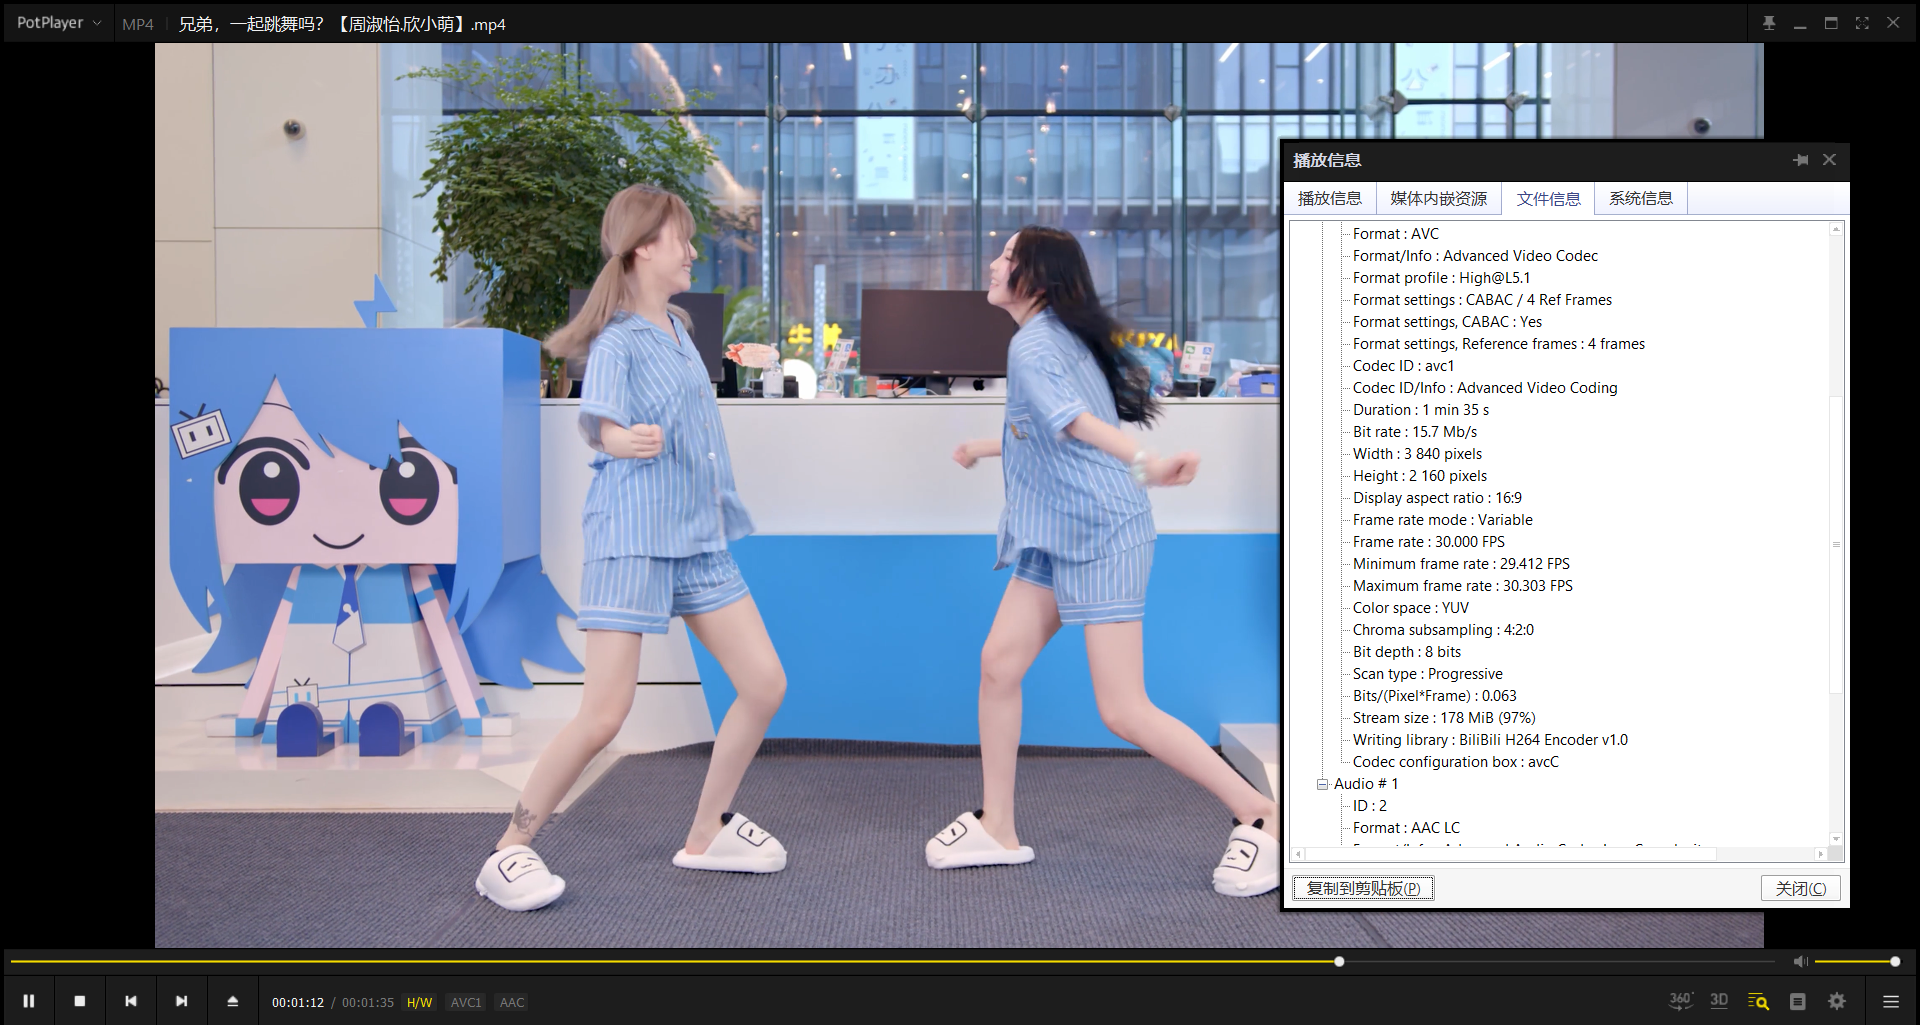 PotPlayer MP4 兄弟，一起跳舞吗？【周淑怡.欣小萌】.mp4
办公
公
播放信息
播放信息 媒体内嵌资源 文件信息 系统信息
Format : AVC
Format/Info : Advanced Video Codec
Format profile : High@L5.1
Format settings : CABAC / 4 Ref Frames
Format settings, CABAC : Yes
Format settings, Reference frames : 4 frames
Codec ID : avc1
Codec ID/Info : Advanced Video Coding
Duration : 1 min 35 s
Bit rate : 15.7 Mb/s
Width : 3 840 pixels
Height : 2 160 pixels
Display aspect ratio : 16:9
Frame rate mode : Variable
Frame rate : 30.000 FPS
Minimum frame rate : 29.412 FPS
Maximum frame rate : 30.303 FPS
Color space : YUV
Chroma subsampling : 4:2:0
Bit depth : 8 bits
Scan type : Progressive
Bits/(Pixel*Frame) : 0.063
Stream size : 178 MiB (97%)
Writing library : BiliBili H264 Encoder v1.0
Codec configuration box : avcC
Audio # 1
ID : 2
Format : AAC LC
复制到剪贴板(P) 关闭(C)
00:01:12 / 00:01:35 H/W AVC1 AAC
360° 3D